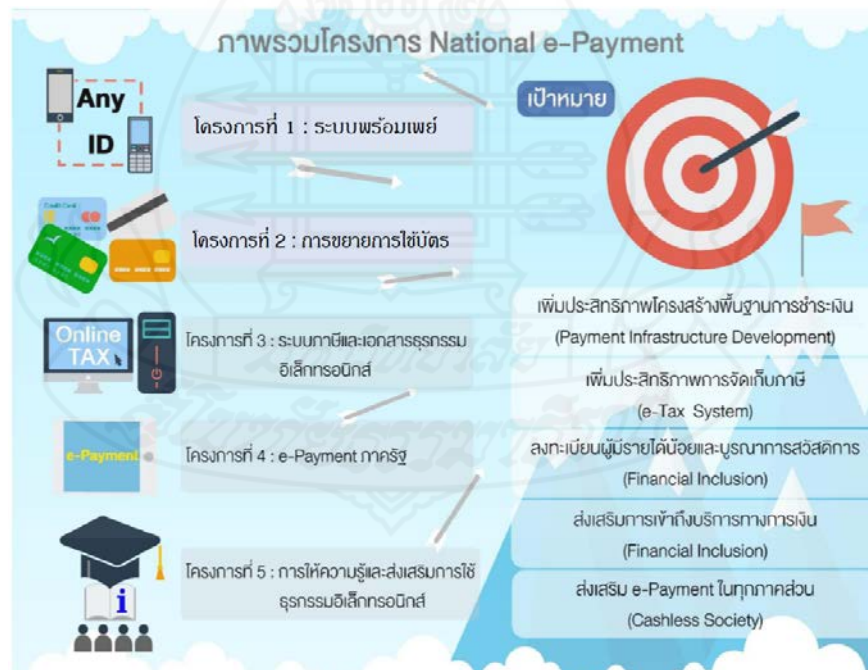 ภาพรวมโครงการ National e-Payment
Any
ID
โครงการที่ 1 : ระบบพร้อมเพย์
โครงการที่ 2 : การขยายการใช้บัตร
Online
TAX
โครงการที่ 3 : ระบบภาษีและเอกสารธุรกรรม
อิเล็กทรอนิกส์
e-Payment
โครงการที่ 4 : e-Payment ภาครัฐ
i
โครงการที่ 5 : การให้ความรู้และส่งเสริมการใช้
ธุรกรรมอิเล็กทรอนิกส์
เป้าหมาย
เพิ่มประสิทธิภาพโครงสร้างพื้นฐานการชำระเงิน
(Payment Infrastructure Development)
เพิ่มประสิทธิภาพการจัดเก็บภาษี
(e-Tax System)
ลงทะเบียนผู้มีรายได้น้อยและบูรณาการสวัสดิการ
(Financial Inclusion)
ส่งเสริมการเข้าถึงบริการทางการเงิน
(Financial Inclusion)
ส่งเสริม e-Payment ในทุกภาคส่วน
(Cashless Society)